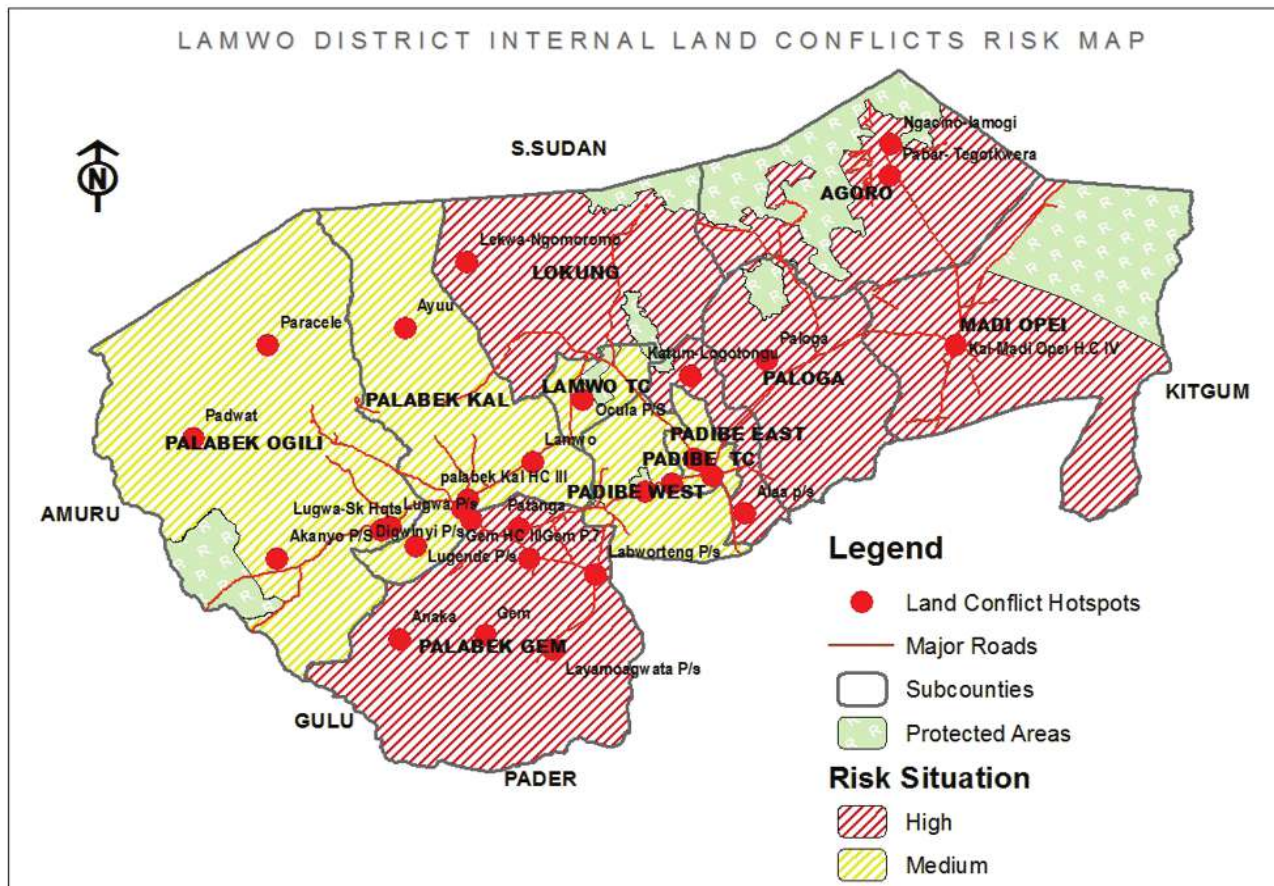 LAMWO DISTRICT INTERNAL LAND CONFLICTS RISK MAP
N
S.SUDAN
Ngacino-lamogi
Pabar- Tegotkwera
AGORO
Lekwa-Ngomoromo
LOKUNG
Ayuu
Paracele
MADI OPEI
Kal-Madi Opei H.C IV
Paloga
Katum-Logotongu
PALOGA
KITGUM
LAMWO TC
Ocula P/S
PALABEK KAL
Padwat
PALABEK OGILI
PADIBE EAST
Lamwo
PADIBE TC
palabek Kal HC III
PADIBE WEST
AMURU
Lugwa-Sk Hqts
Lugwa P/s
Patanga
Alaa p/s
Akanyo P/S
Digwinyi P/s
Gem HC III
Gem P.7
Lugende P/s
Labworteng P/s
Anaka
Gem
PALABEK GEM
Layamoagwata P/s
GULU
PADER
Legend
Land Conflict Hotspots
Major Roads
Subcounties
R R R R Protected Areas
Risk Situation
High
Medium